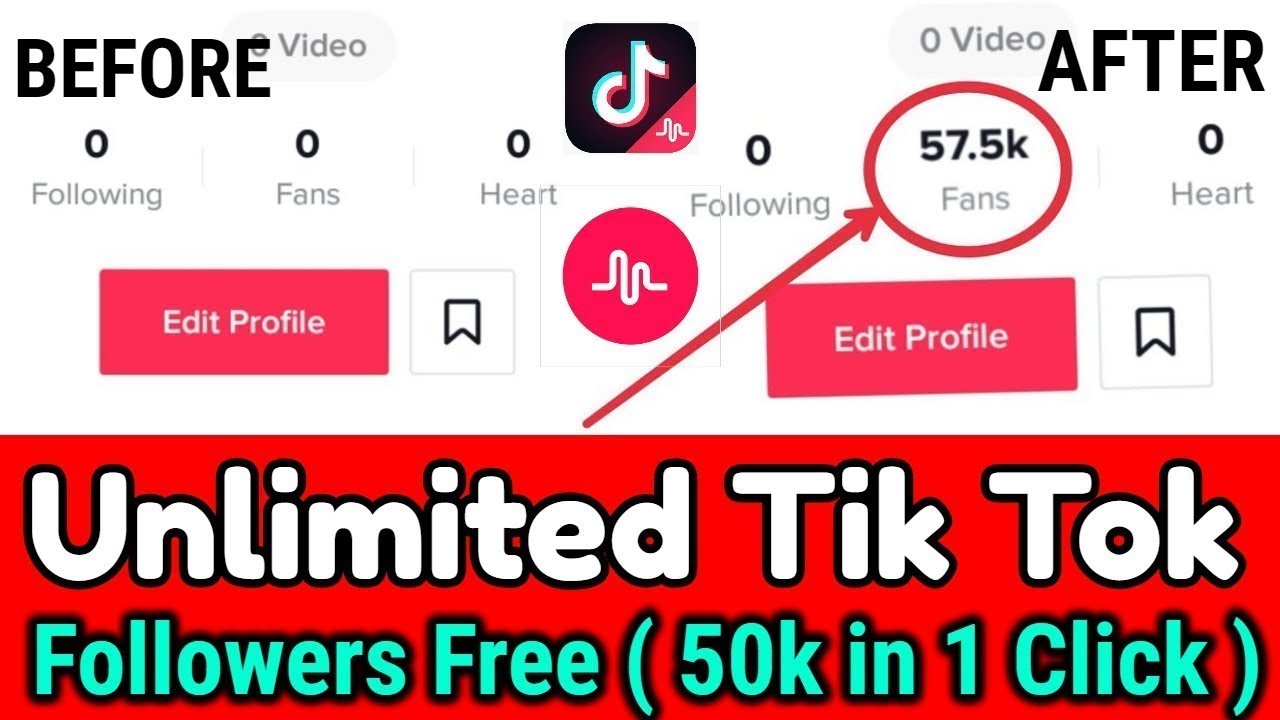 BEFORE
0 Video
0 Video
AFTER
0
0
0
0
57.5k
0
Following
Fans
Heart
Following
Fans
Heart
Edit Profile
Edit Profile
Unlimited Tik Tok
Followers Free ( 50k in 1 Click )